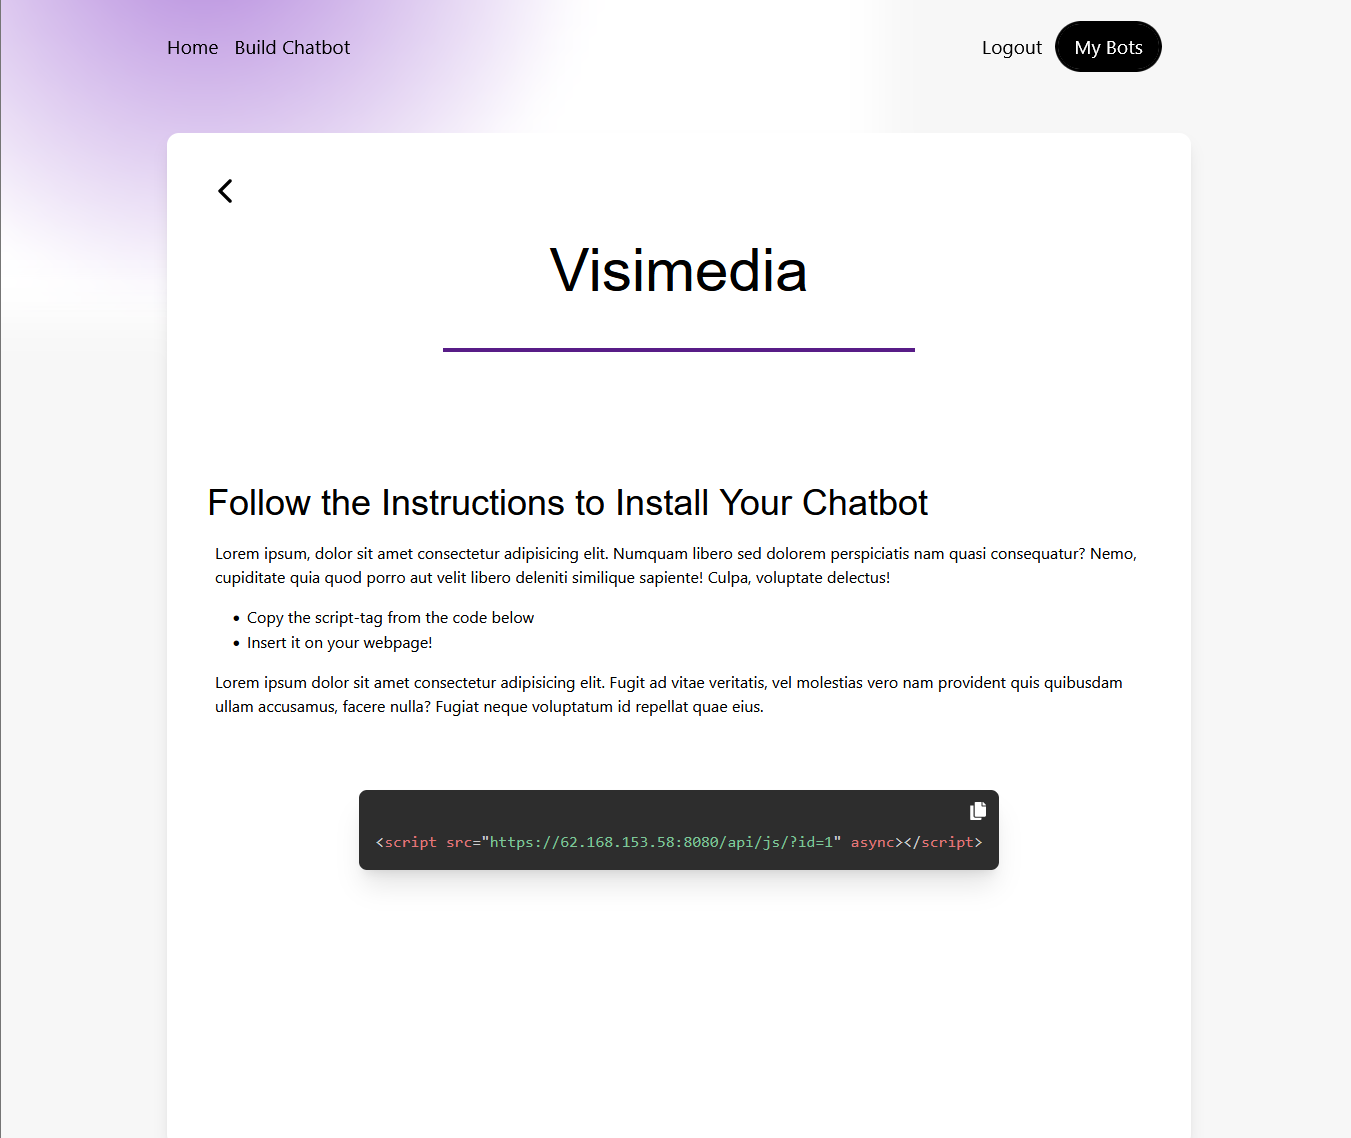 Home Build Chatbot Logout My Bots
Visimedia
Follow the Instructions to Install Your Chatbot
Lorem ipsum, dolor sit amet consectetur adipisicing elit. Numquam libero sed dolorem perspiciatis nam quasi consequatur? Nemo,
cupiditate quia quod porro aut velit libero deleniti similique sapiente! Culpa, voluptate delectus!
• Copy the script-tag from the code below
• Insert it on your webpage!
Lorem ipsum dolor sit amet consectetur adipisicing elit. Fugit ad vitae veritatis, vel molestias vero nam provident quis quibusdam
ullam accusamus, facere nulla? Fugiat neque voluptatum id repellat quae eius.
<script src="https://62.168.153.58:8080/api/js/?id=1" async></script>